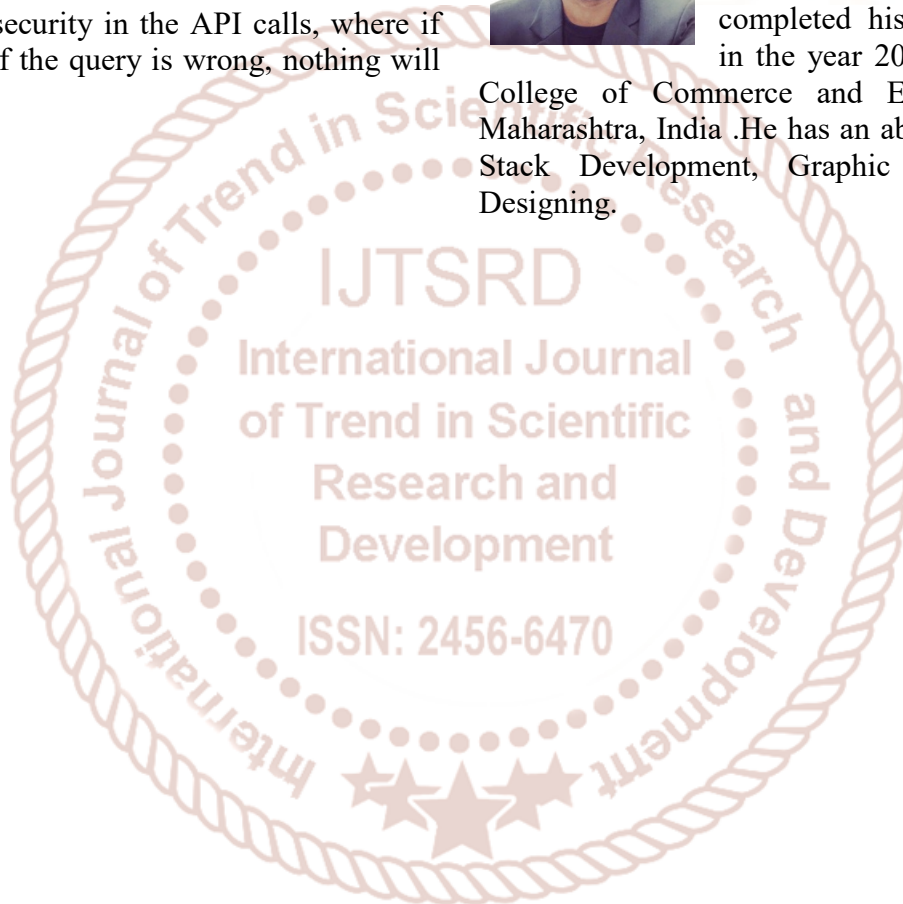 security in the API calls, where if
f the query is wrong, nothing will
completed his
in the year 20
College of Commerce and E
Maharashtra, India .He has an ab
Stack Development, Graphic
Designing.
International Journal of Trend in Scientific Research and Development
IJTSRD
International Journal
of Trend in Scientific
Research and
Development
ISSN: 2456-6470